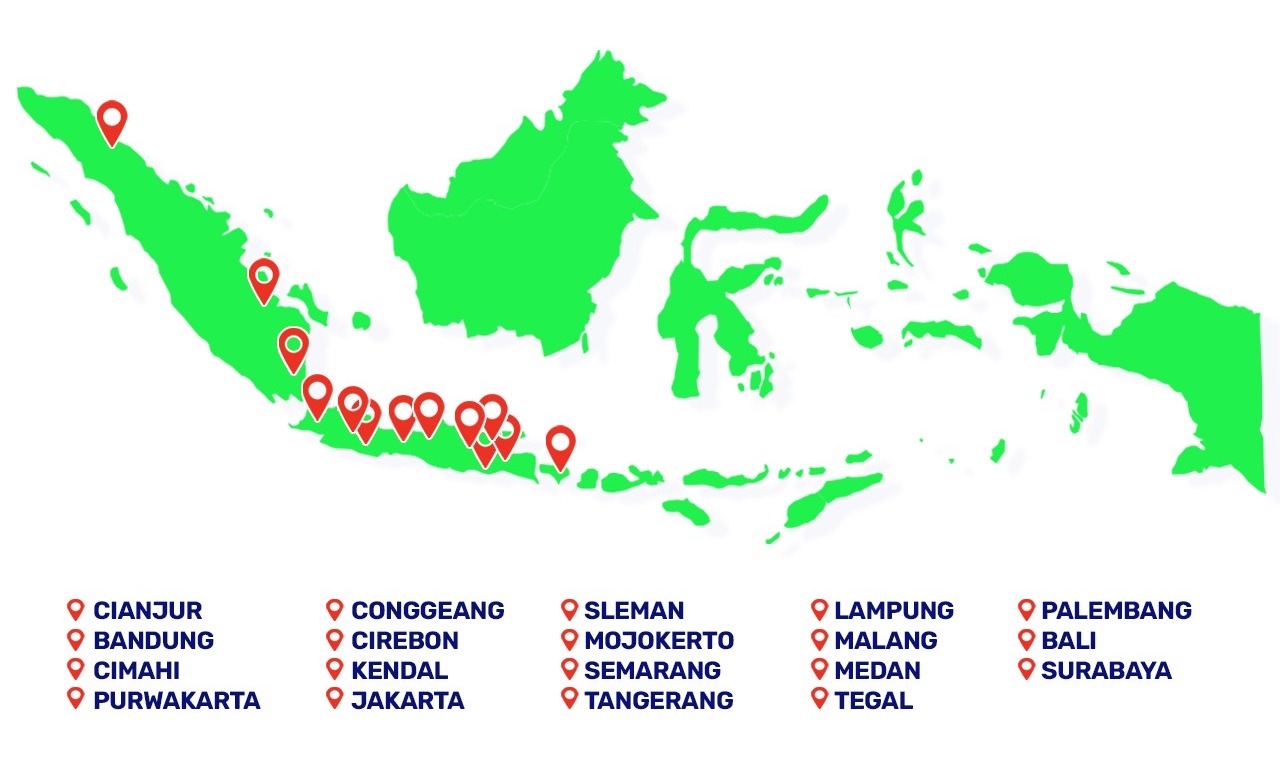 CIANJUR
BANDUNG
CIMAHI
PURWAKARTA
CONGGEANG
CIREBON
KENDAL
JAKARTA
SLEMAN
MOJOKERTO
SEMARANG
TANGERANG
LAMPUNG
MALANG
MEDAN
TEGAL
PALEMBANG
BALI
SURABAYA